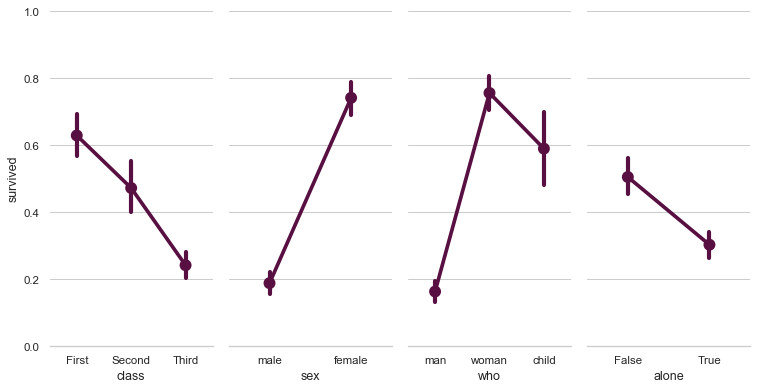 1.0
0.8
0.6
0.4
0.2
0.0
survived
First Second Third
class
male female
sex
man woman child
who
False True
alone